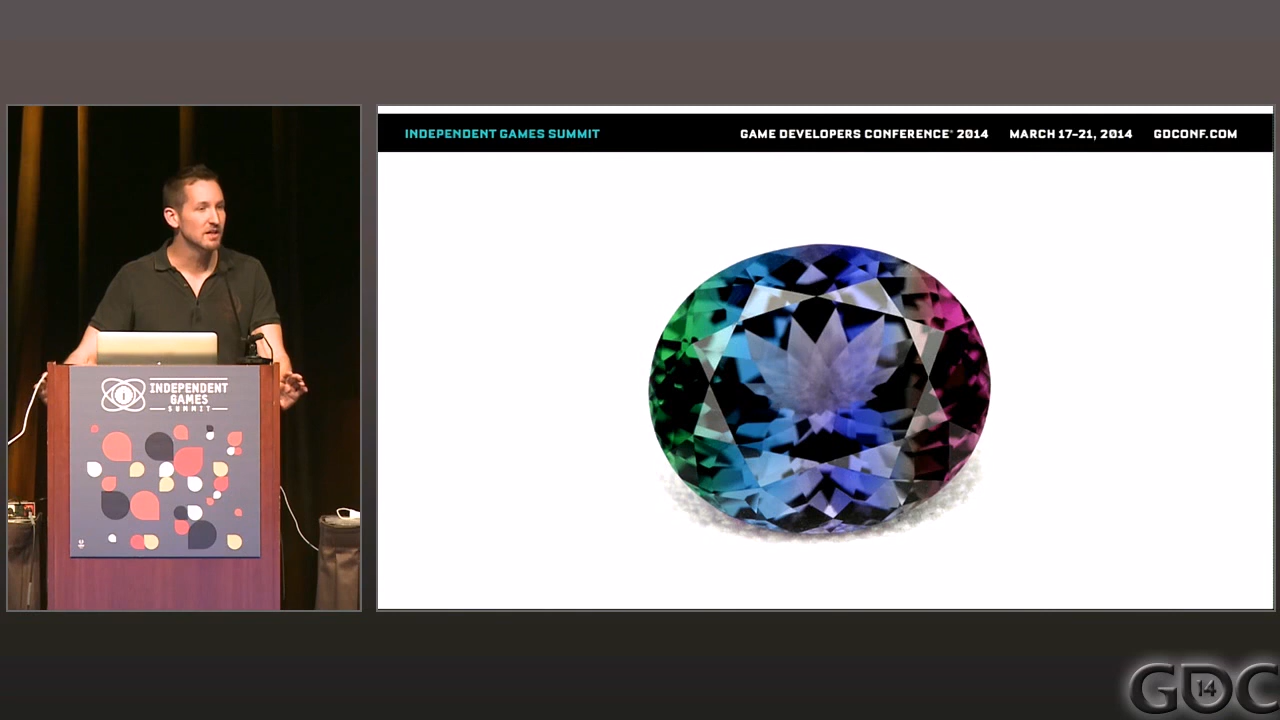 INDEPENDENT GAMES SUMMIT
GAME DEVELOPERS CONFERENCE® 2014 MARCH 17–21, 2014 GDCONF.COM
INDEPENDENT
GAMES
SUMMIT
GDC
14